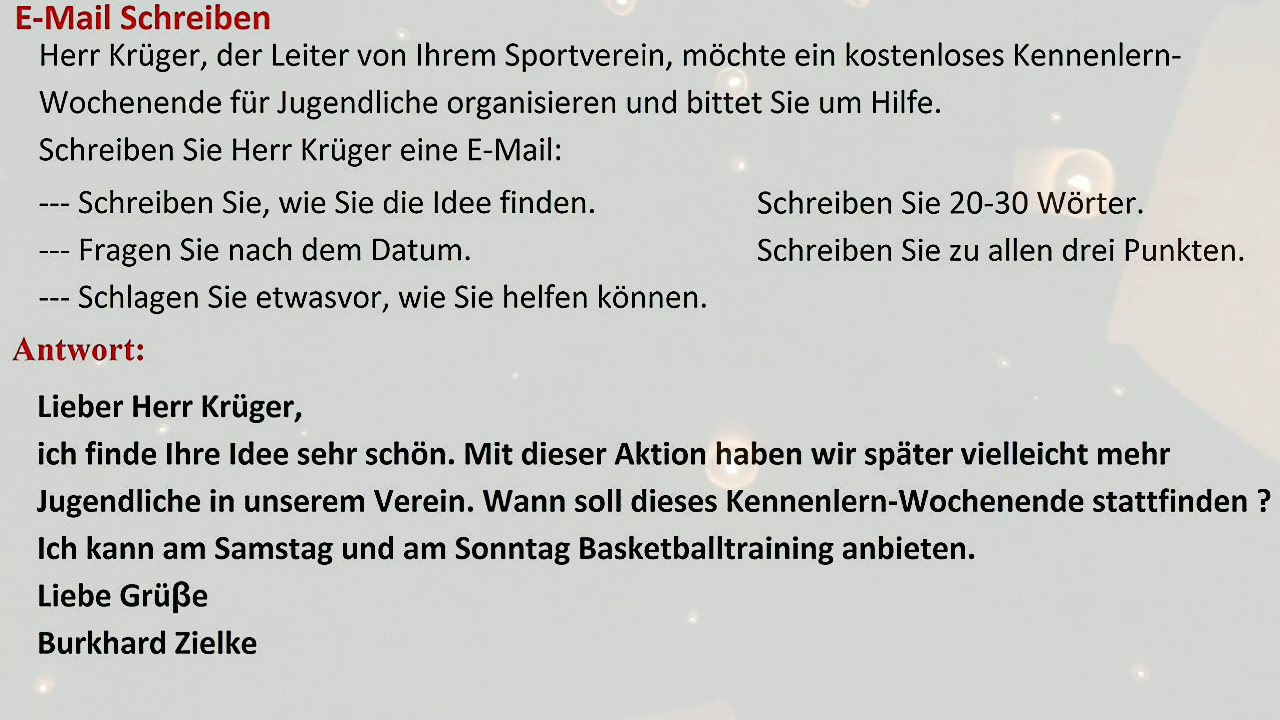 E-Mail Schreiben
Herr Krüger, der Leiter von Ihrem Sportverein, möchte ein kostenloses Kennenlern-
Wochenende für Jugendliche organisieren und bittet Sie um Hilfe.
Schreiben Sie Herr Krüger eine E-Mail:
--- Schreiben Sie, wie Sie die Idee finden.
--- Fragen Sie nach dem Datum.
--- Schlagen Sie etwasvor, wie Sie helfen können.
Schreiben Sie 20-30 Wörter.
Schreiben Sie zu allen drei Punkten.
Antwort:
Lieber Herr Krüger,
ich finde Ihre Idee sehr schön. Mit dieser Aktion haben wir später vielleicht mehr
Jugendliche in unserem Verein. Wann soll dieses Kennenlern-Wochenende stattfinden ?
Ich kann am Samstag und am Sonntag Basketballtraining anbieten.
Liebe Grüβe
Burkhard Zielke